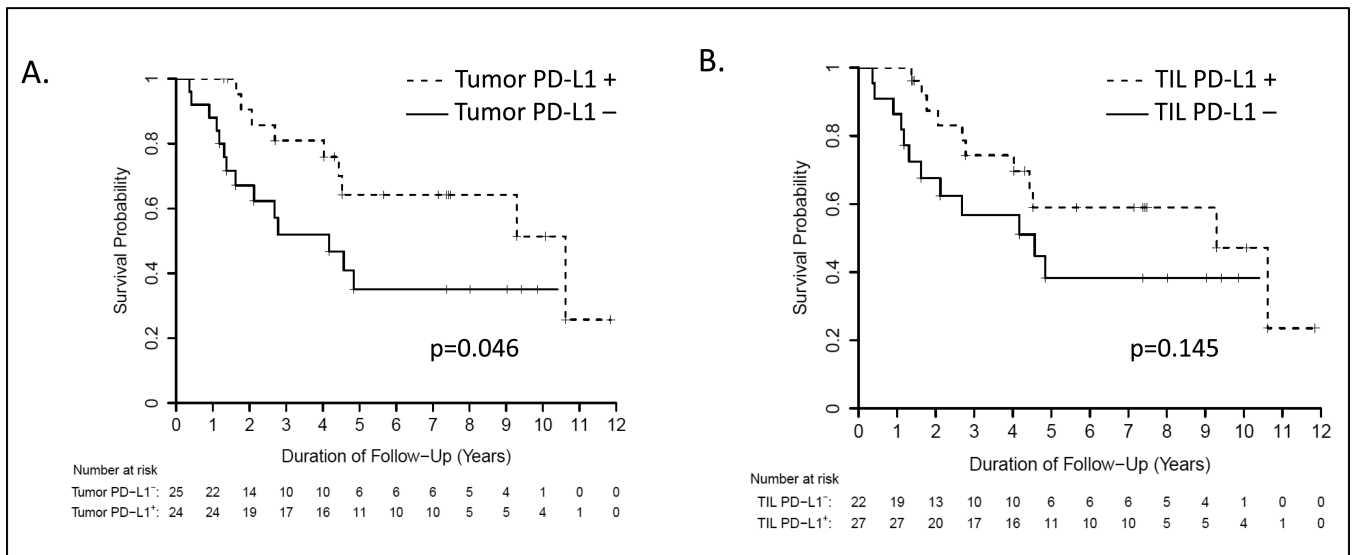 A.
Tumor PD-L1 +
Tumor PD-L1 –
Survival Probability
1
0.8
0.6
0.4
0.2
0
p=0.046
0 1 2 3 4 5 6 7 8 9 10 11 12
Duration of Follow–Up (Years)
Number at risk
Tumor PD–L1⁻: 25 22 14 10 10 6 6 6 5 4 1 0 0
Tumor PD–L1⁺: 24 24 19 17 16 11 10 10 5 5 4 1 0
B.
TIL PD-L1 +
TIL PD-L1 –
Survival Probability
1
0.8
0.6
0.4
0.2
0
p=0.145
0 1 2 3 4 5 6 7 8 9 10 11 12
Duration of Follow–Up (Years)
Number at risk
TIL PD–L1⁻: 22 19 13 10 10 6 6 6 5 4 1 0 0
TIL PD–L1⁺: 27 27 20 17 16 11 10 10 5 5 4 1 0